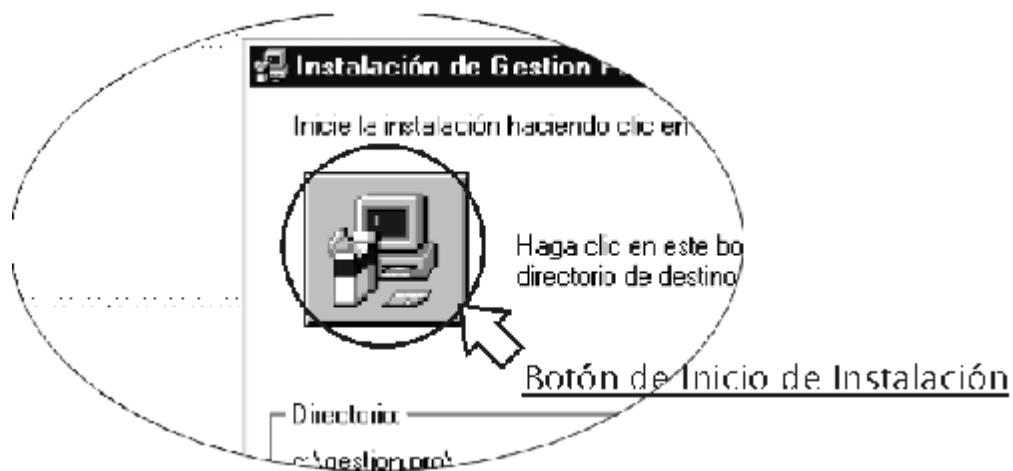 Instalación de Gestion
Inicie la instalación haciendo clic en
Haga clic en este bo
directorio de destino
Botón de Inicio de Instalación
Directorio:
c:\gestion.pro\